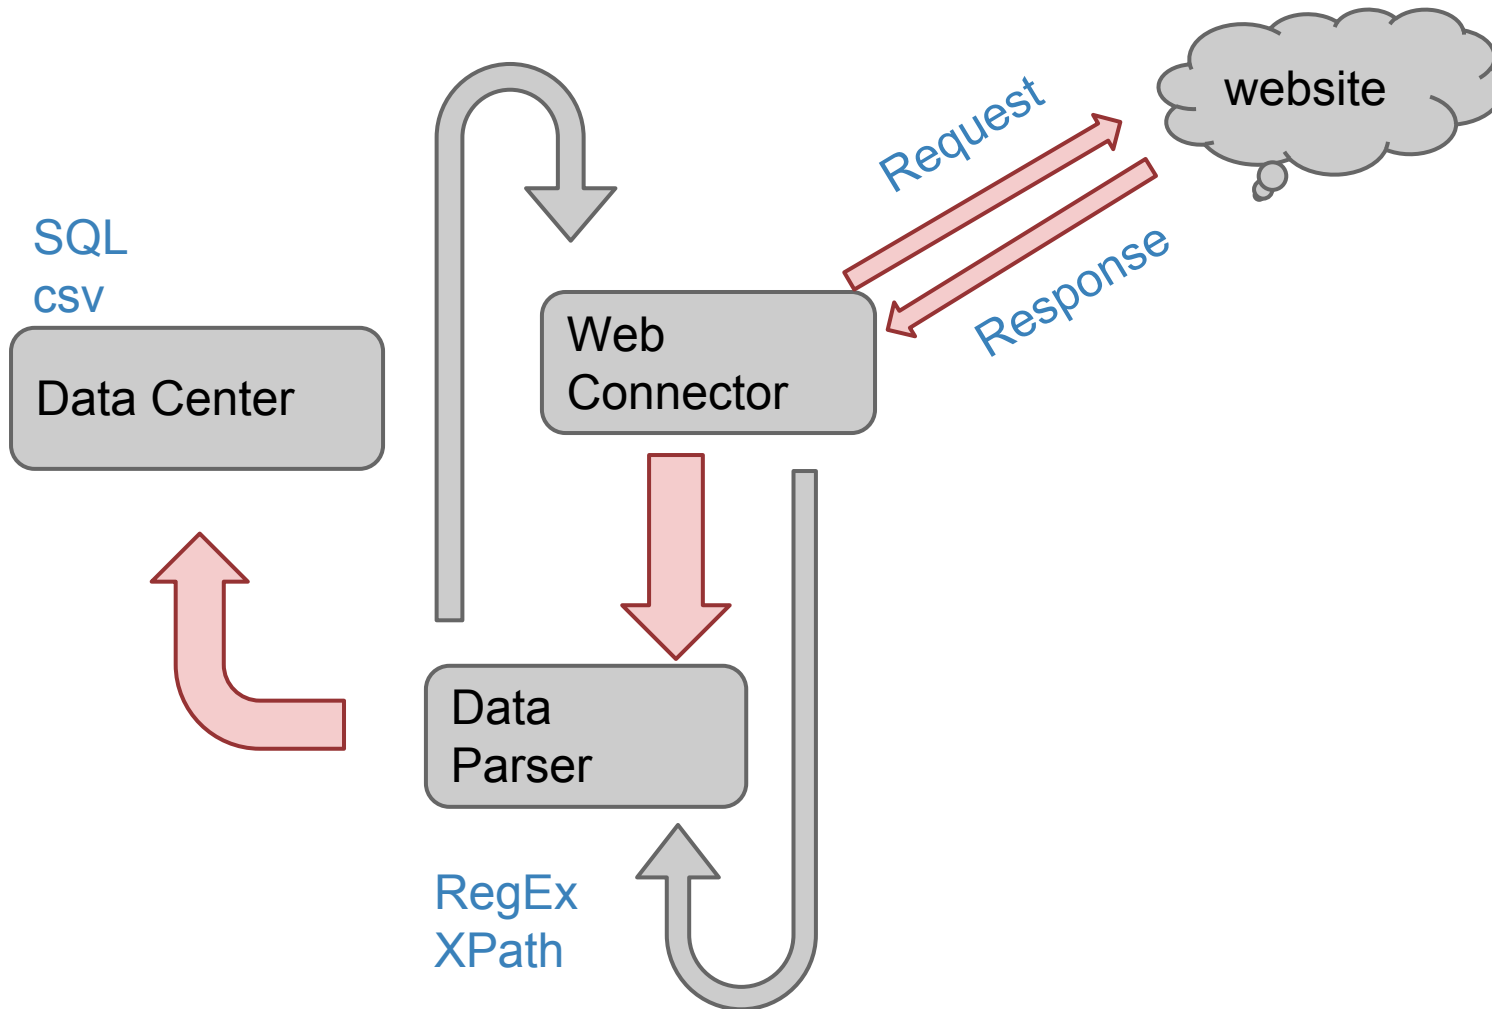 website
Request
Response
SQL
csv
Data Center
Web
Connector
Data
Parser
RegEx
XPath